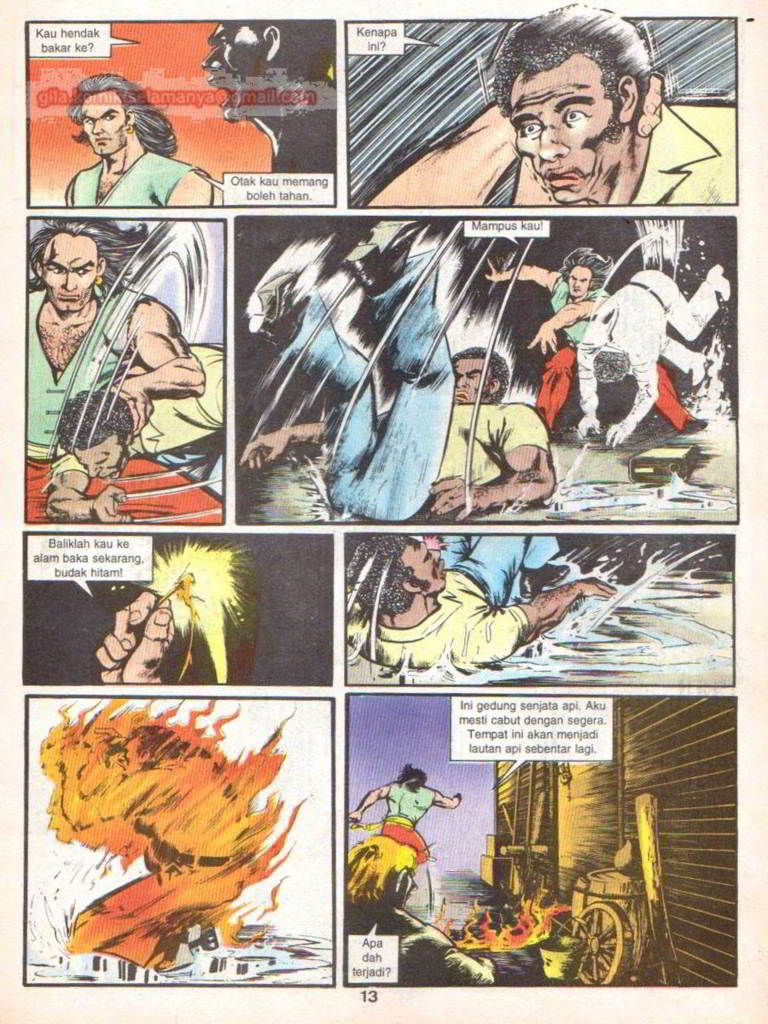 Kau hendak
bakar ke?
gila.komikselamanya@gmail.com
Otak kau memang
boleh tahan.
Kenapa
ini?
Mampus kau!
Baliklah kau ke
alam baka sekarang,
budak hitam!
Ini gedung senjata api. Aku
mesti cabut dengan segera.
Tempat ini akan menjadi
lautan api sebentar lagi.
Apa
dah
terjadi?
13